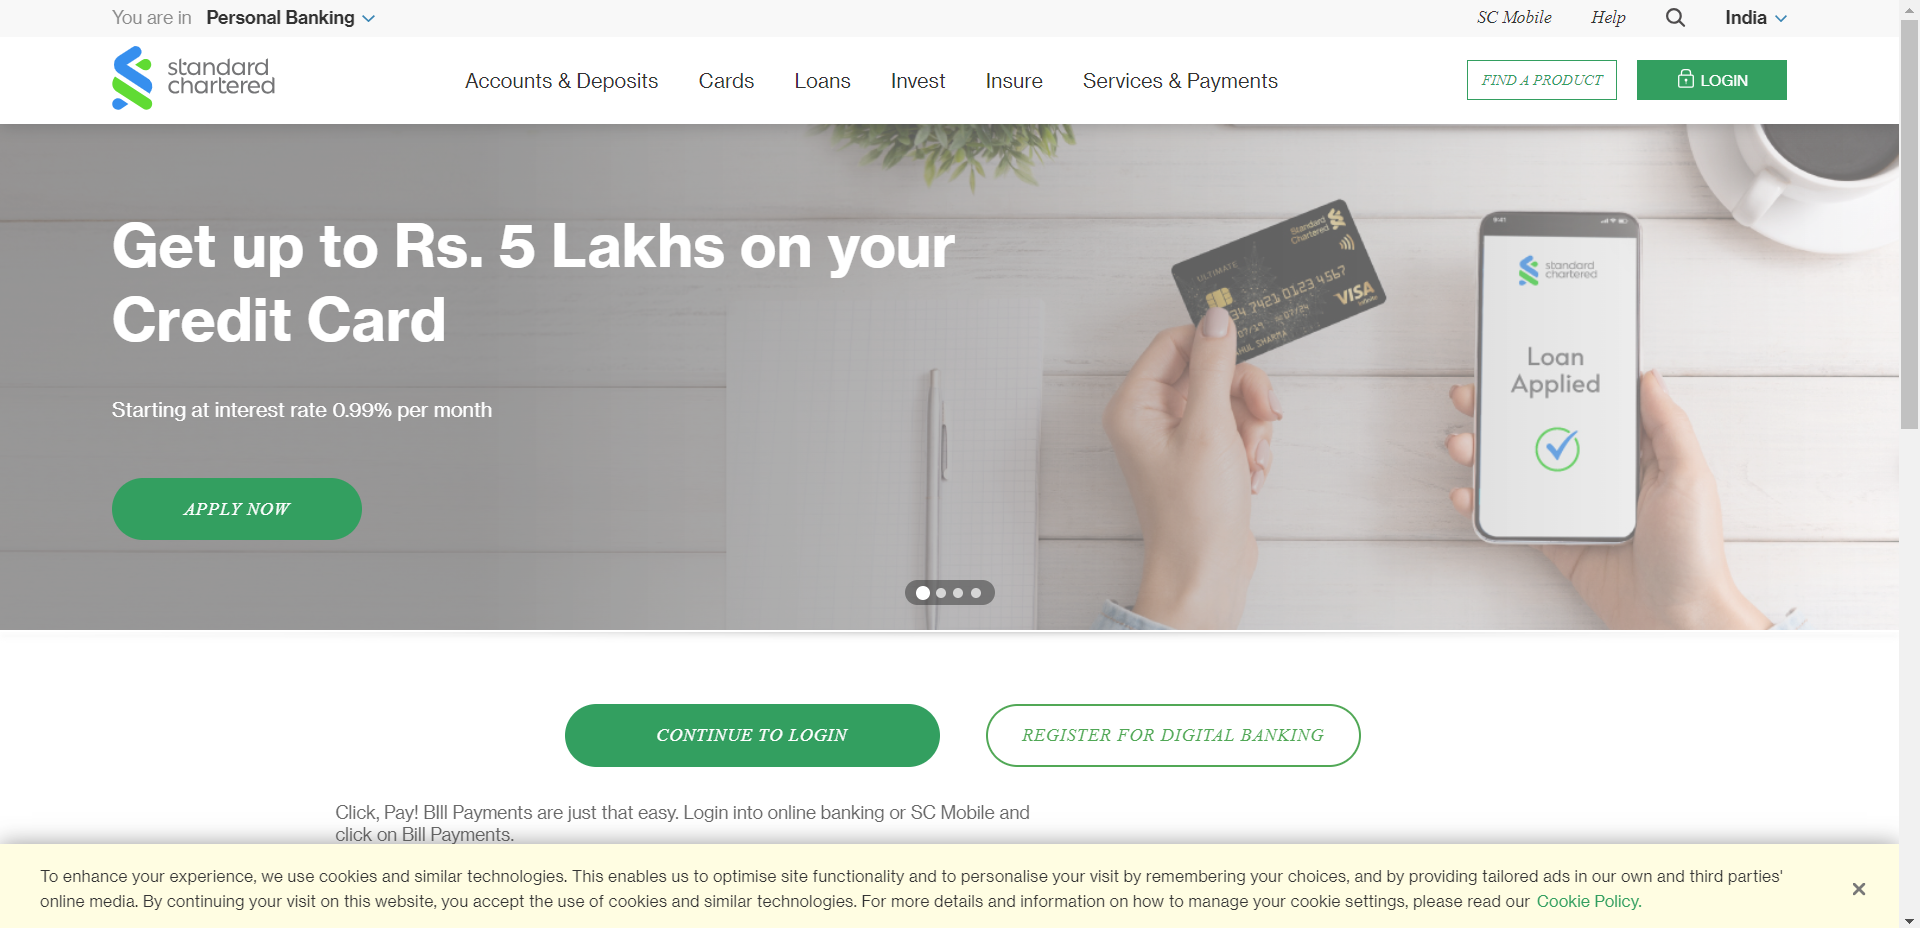 You are in Personal Banking
SC Mobile Help India
standard
chartered
Accounts & Deposits Cards Loans Invest Insure Services & Payments
FIND A PRODUCT LOGIN
Get up to Rs. 5 Lakhs on your
Credit Card
Starting at interest rate 0.99% per month
APPLY NOW
Standard
Chartered
ULTIMATE
34 7421 0123 4567
07/19 07/24
HUL SHARMA
VISA
Infinite
9:41
standard
chartered
Loan
Applied
CONTINUE TO LOGIN REGISTER FOR DIGITAL BANKING
Click, Pay! BIll Payments are just that easy. Login into online banking or SC Mobile and
click on Bill Payments.
To enhance your experience, we use cookies and similar technologies. This enables us to optimise site functionality and to personalise your visit by remembering your choices, and by providing tailored ads in our own and third parties'
online media. By continuing your visit on this website, you accept the use of cookies and similar technologies. For more details and information on how to manage your cookie settings, please read our Cookie Policy.